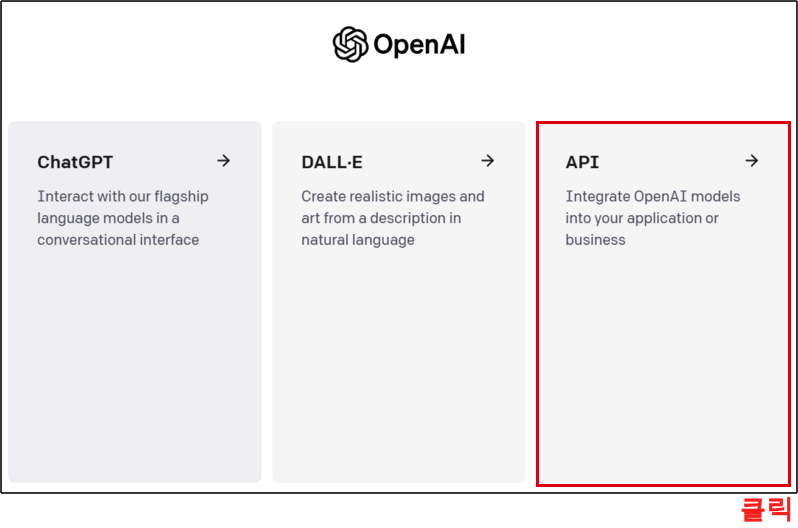 OpenAI
ChatGPT →
Interact with our flagship
language models in a
conversational interface
DALL·E →
Create realistic images and
art from a description in
natural language
API →
Integrate OpenAI models
into your application or
business
클릭